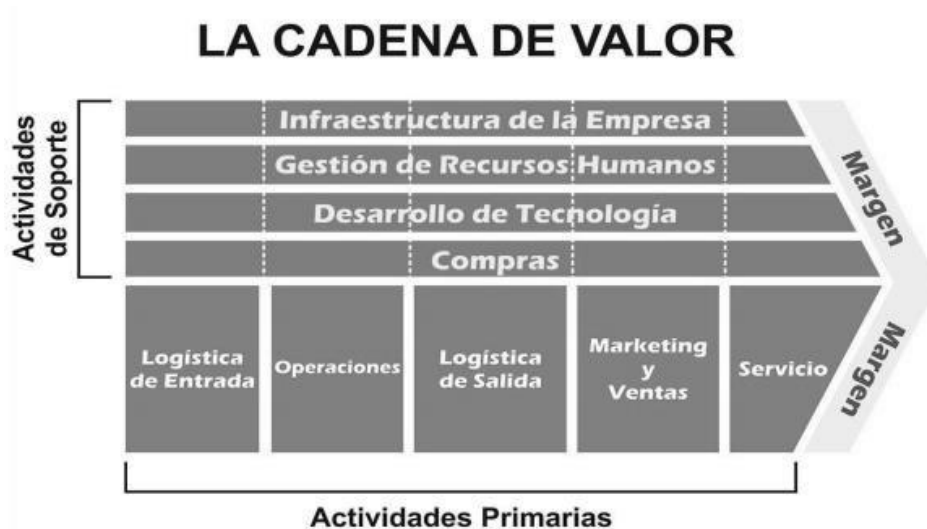 LA CADENA DE VALOR
Actividades
de Soporte
Infraestructura de la Empresa
Gestión de Recursos Humanos
Desarrollo de Tecnología
Compras
Margen
Logística
de Entrada
Operaciones
Logística
de Salida
Marketing
y
Ventas
Servicio
Margen
Actividades Primarias